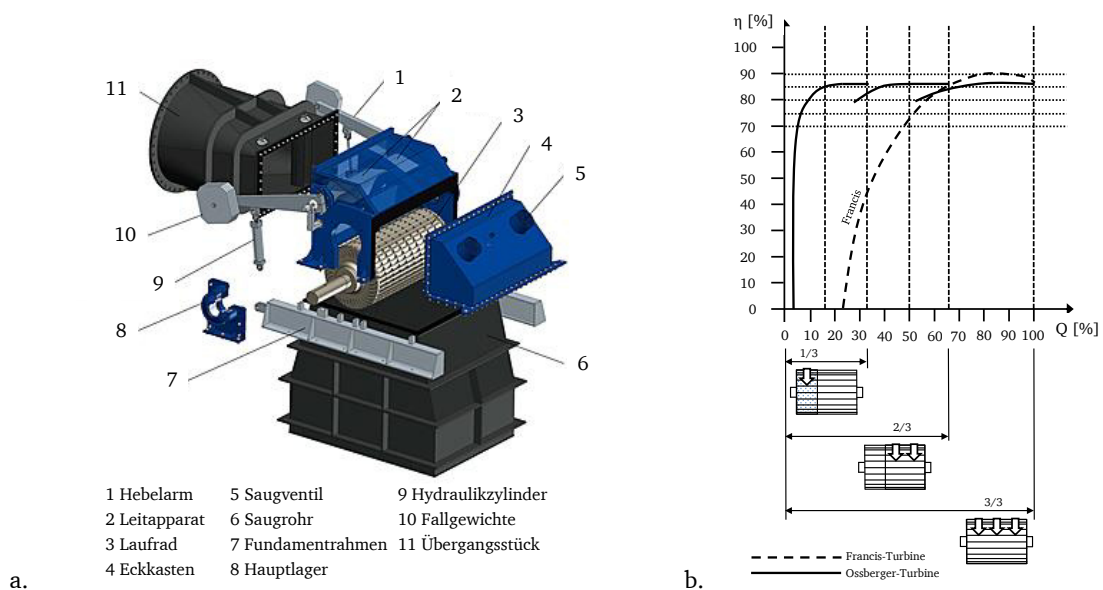 1
2
3
4
5
6
7
8
9
10
11
1 Hebelarm
2 Leitapparat
3 Laufrad
4 Eckkasten
5 Saugventil
6 Saugrohr
7 Fundamentrahmen
8 Hauptlager
9 Hydraulikzylinder
10 Fallgewichte
11 Übergangsstück
a.
η [%]
100
90
80
70
60
50
40
30
20
10
0
Francis
0 10 20 30 40 50 60 70 80 90 100
Q [%]
1/3
2/3
3/3
Francis-Turbine
Ossberger-Turbine
b.